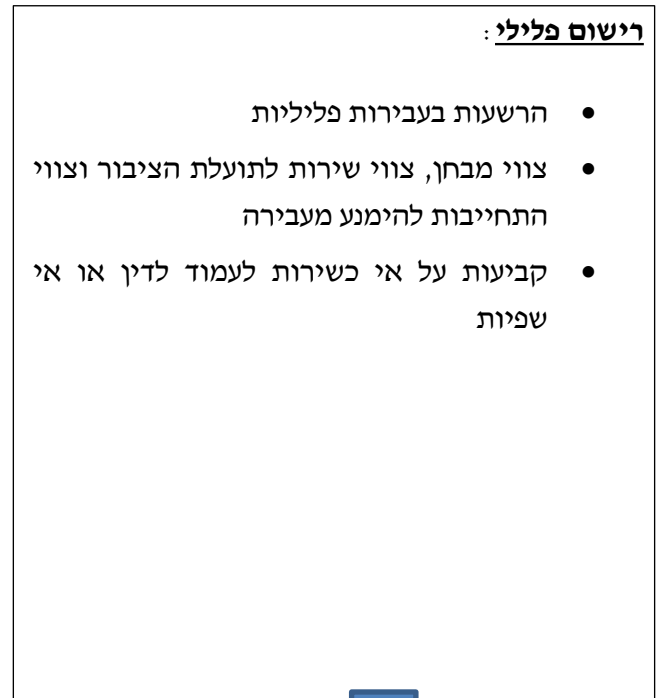 רישום פלילי:
• הרשעות בעבירות פליליות
• צווי מבחן, צווי שירות לתועלת הציבור וצווי
התחייבות להימנע מעבירה
• קביעות על אי כשירות לעמוד לדין או אי
שפיות